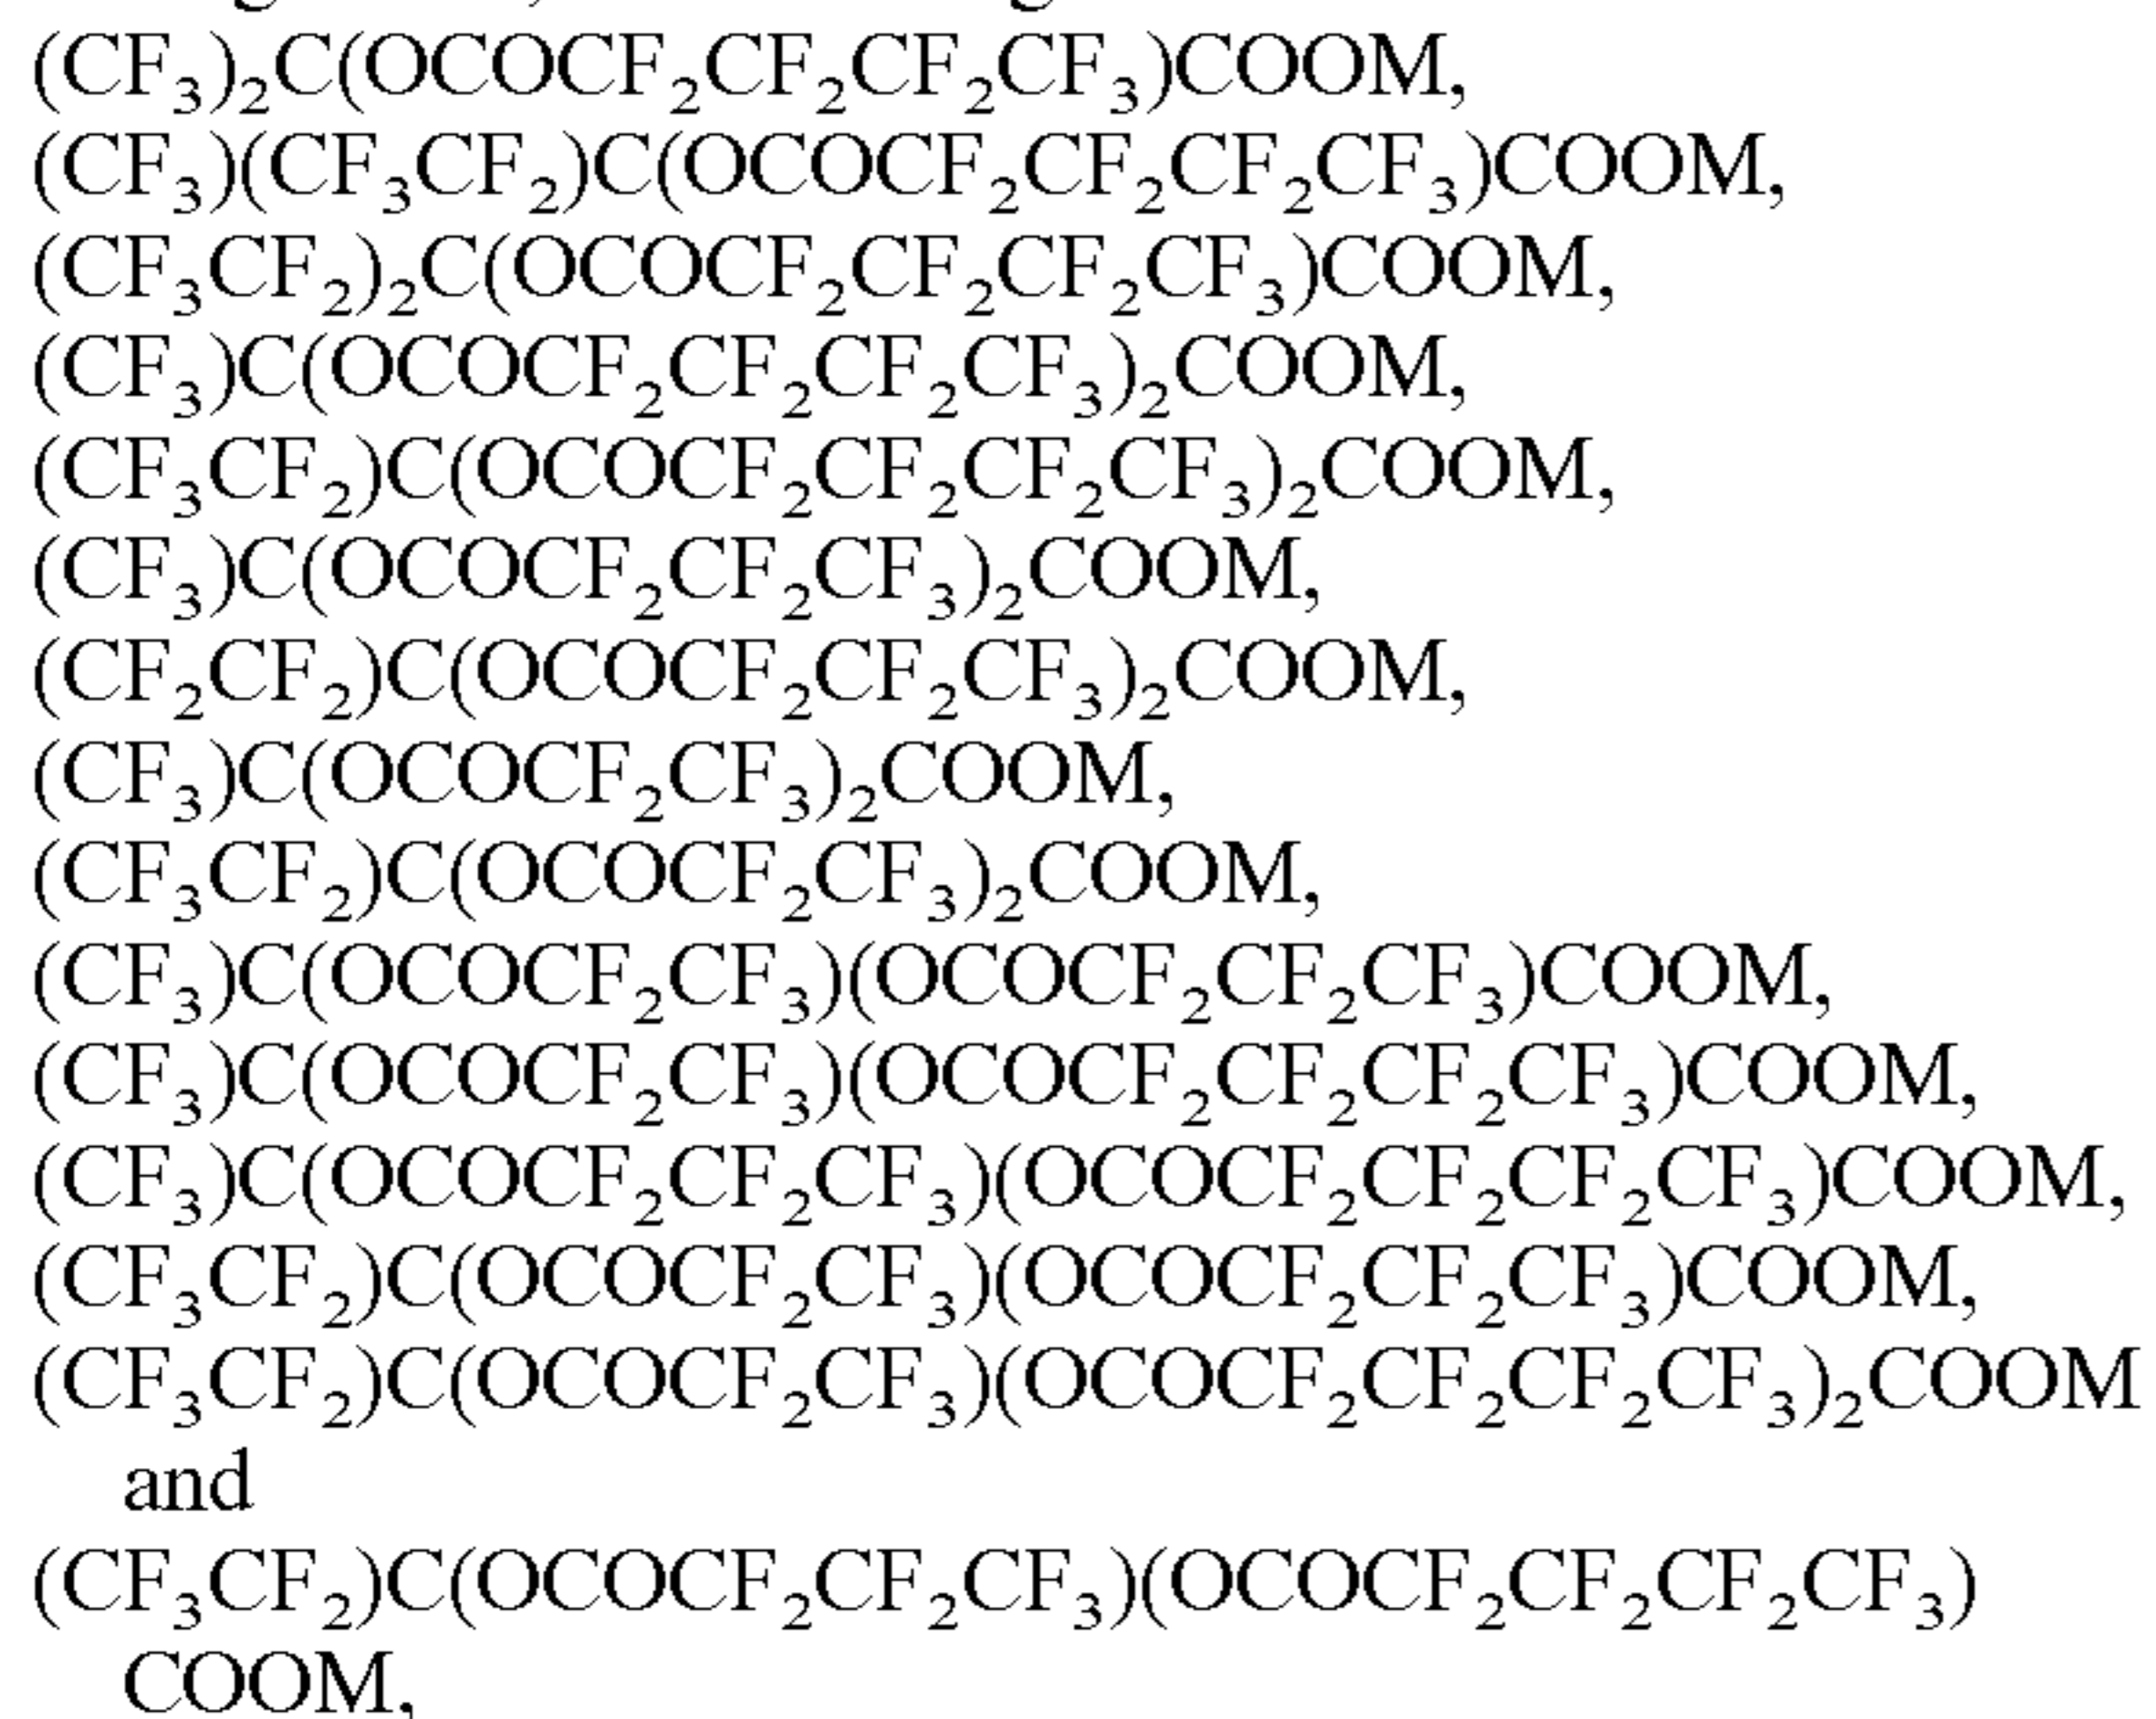 (CF₃)₂C(OCOCF₂CF₂CF₂CF₃)COOM,
(CF₃)(CF₃CF₂)C(OCOCF₂CF₂CF₂CF₃)COOM,
(CF₃CF₂)₂C(OCOCF₂CF₂CF₂CF₃)COOM,
(CF₃)C(OCOCF₂CF₂CF₂CF₃)₂COOM,
(CF₃CF₂)C(OCOCF₂CF₂CF₂CF₃)₂COOM,
(CF₃)C(OCOCF₂CF₂CF₃)₂COOM,
(CF₂CF₂)C(OCOCF₂CF₂CF₃)₂COOM,
(CF₃)C(OCOCF₂CF₃)₂COOM,
(CF₃CF₂)C(OCOCF₂CF₃)₂COOM,
(CF₃)C(OCOCF₂CF₃)(OCOCF₂CF₂CF₃)COOM,
(CF₃)C(OCOCF₂CF₃)(OCOCF₂CF₂CF₂CF₃)COOM,
(CF₃)C(OCOCF₂CF₂CF₃)(OCOCF₂CF₂CF₂CF₃)COOM,
(CF₃CF₂)C(OCOCF₂CF₃)(OCOCF₂CF₂CF₃)COOM,
(CF₃CF₂)C(OCOCF₂CF₃)(OCOCF₂CF₂CF₂CF₃)₂COOM
and
(CF₃CF₂)C(OCOCF₂CF₂CF₃)(OCOCF₂CF₂CF₂CF₃)
COOM,